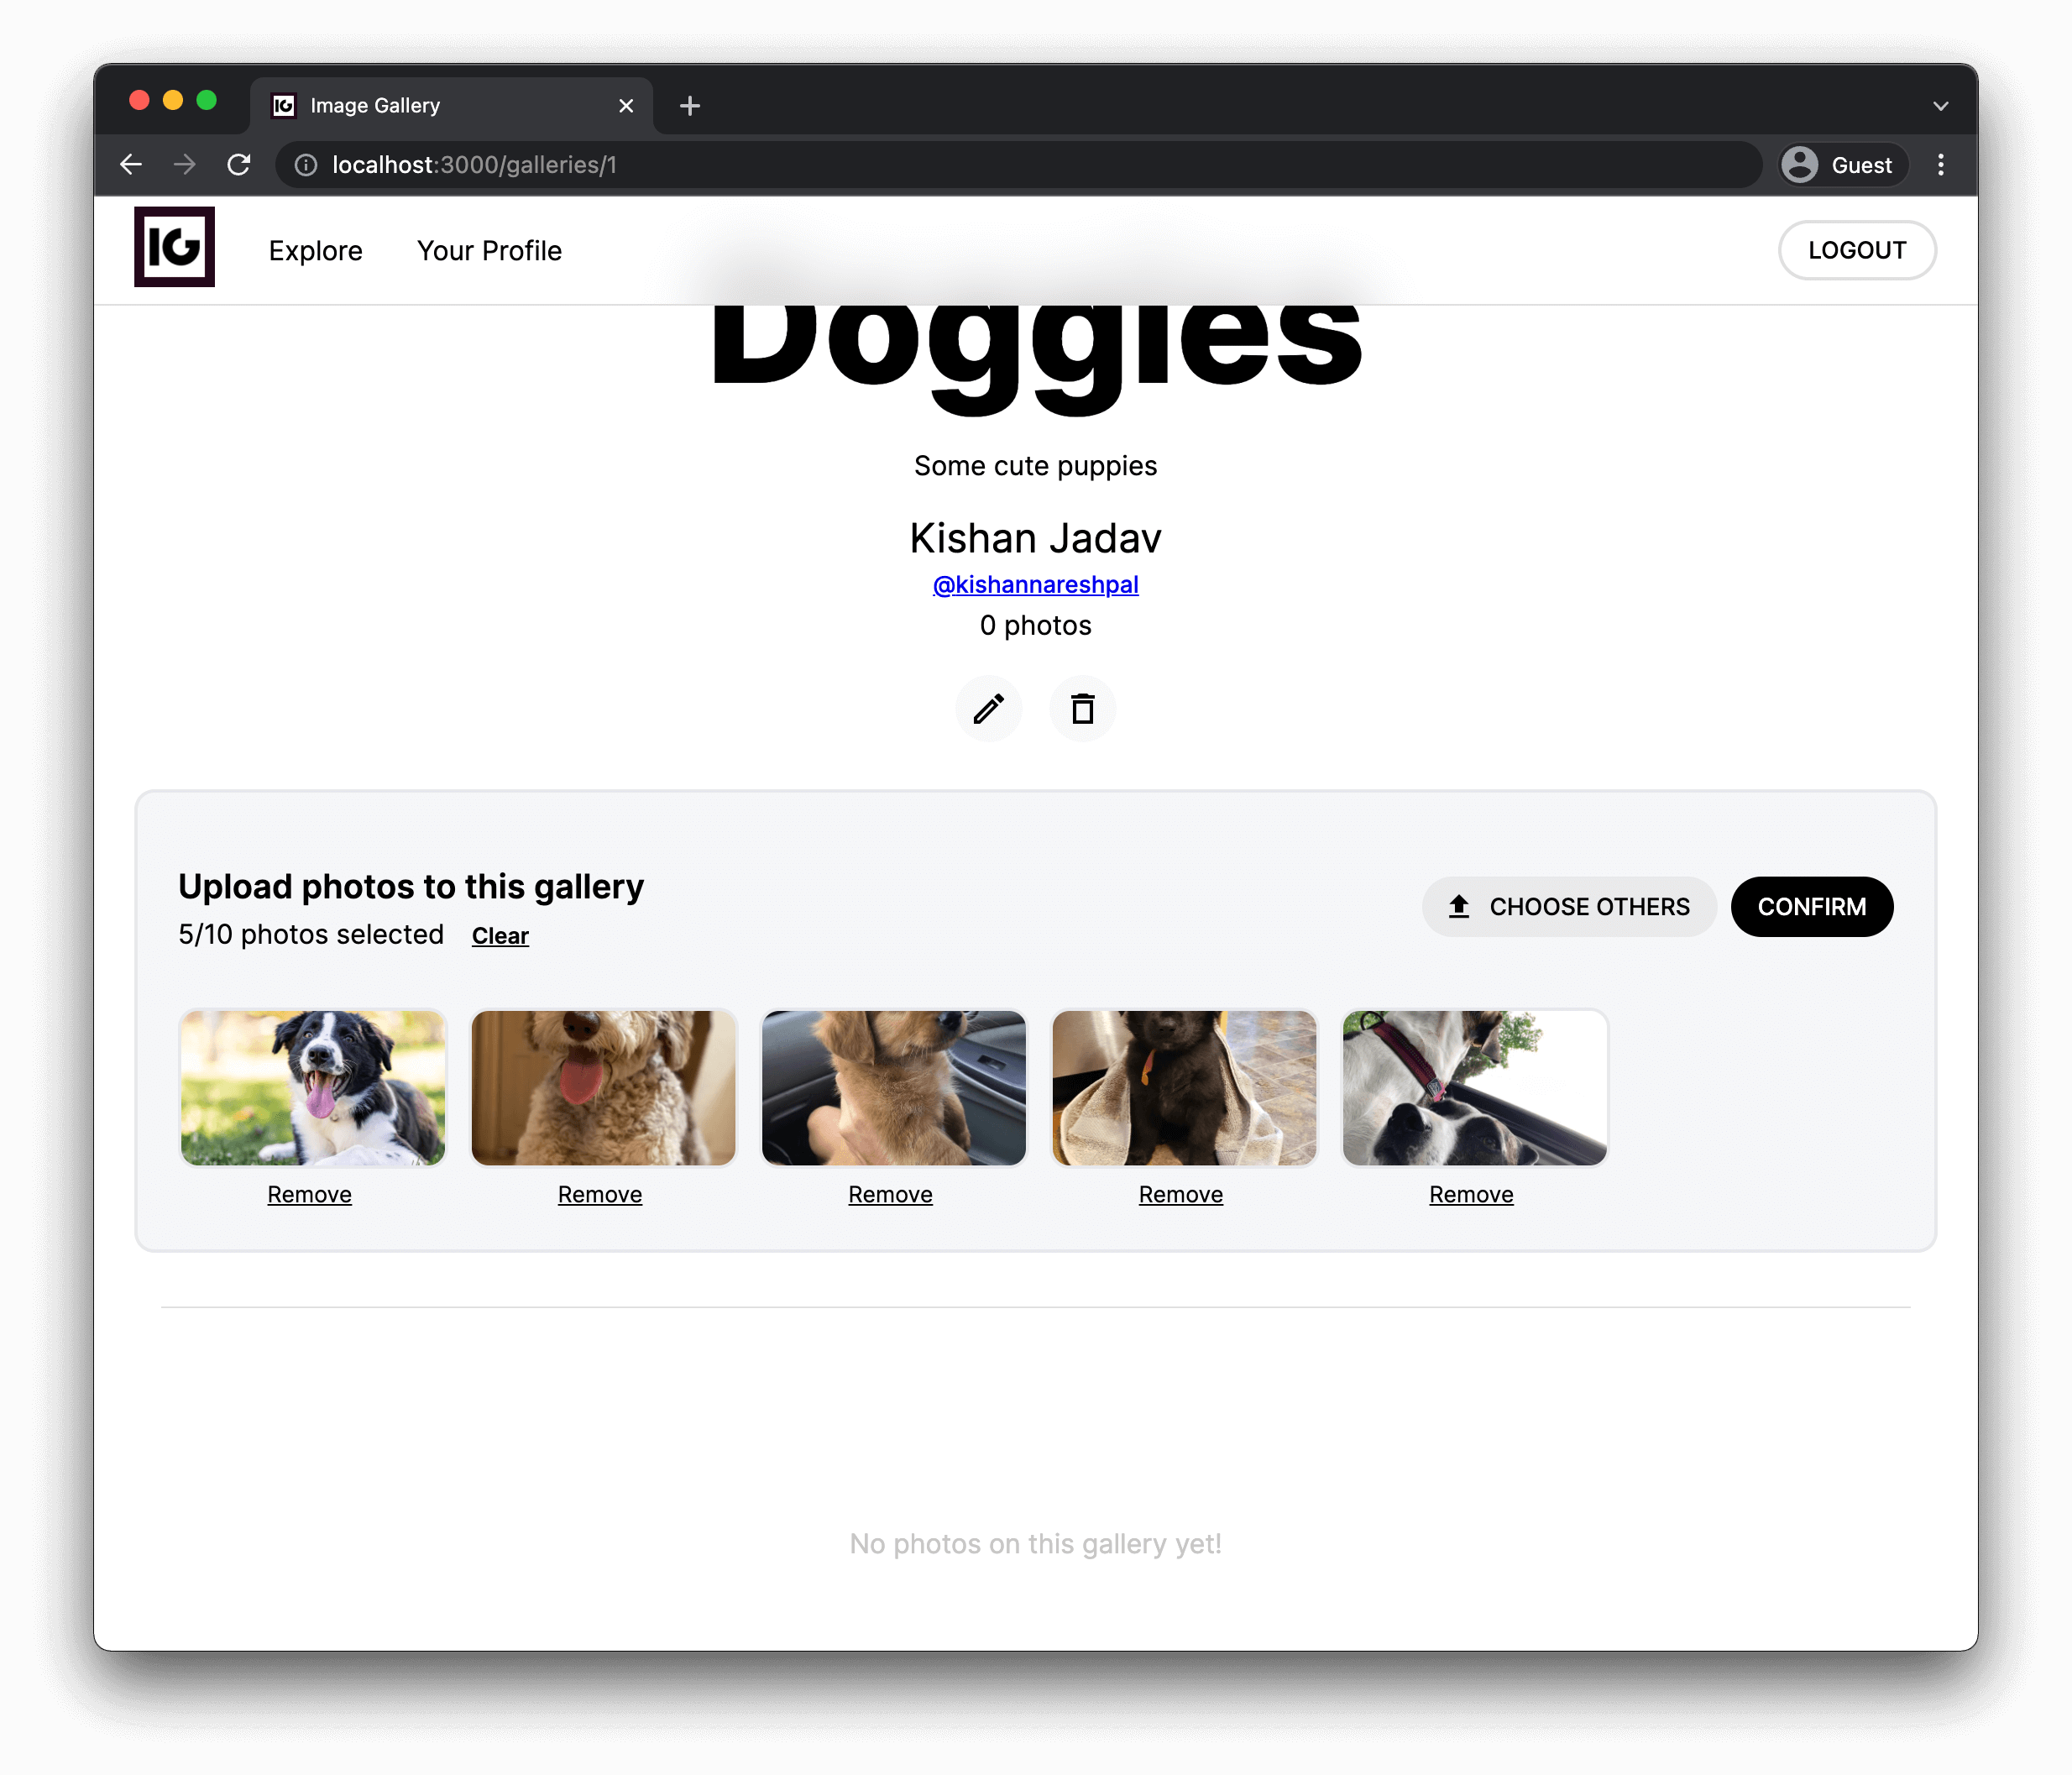 Image Gallery
localhost:3000/galleries/1
Guest
IG
Explore
Your Profile
LOGOUT
Doggies
Some cute puppies
Kishan Jadav
@kishannareshpal
0 photos
Upload photos to this gallery
5/10 photos selected
Clear
CHOOSE OTHERS
CONFIRM
Remove
Remove
Remove
Remove
Remove
No photos on this gallery yet!